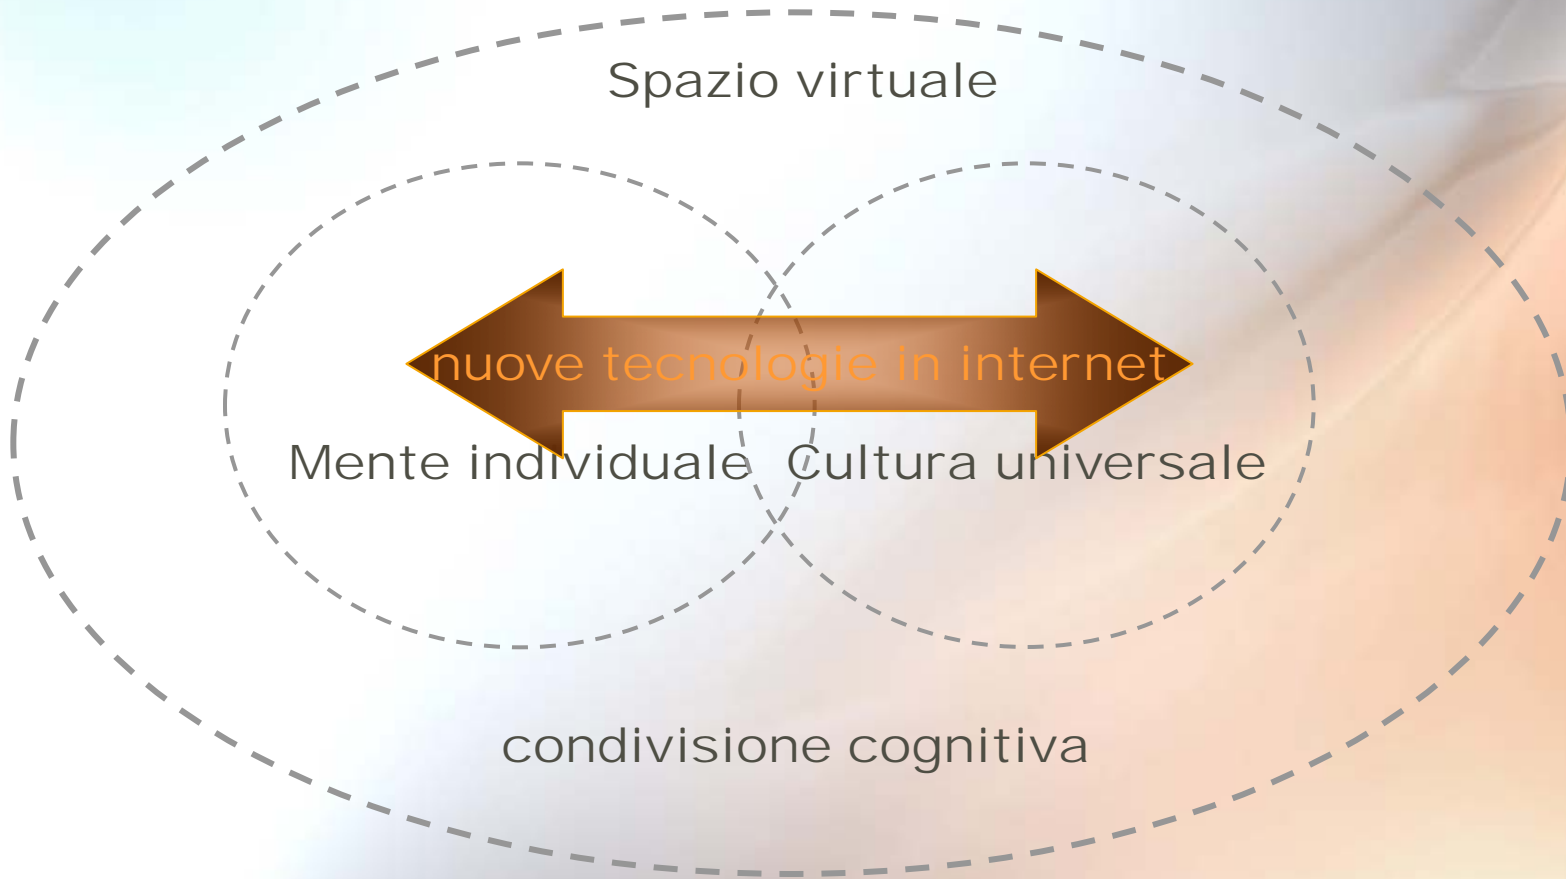 Spazio virtuale
nuove tecnologie in internet
Mente individuale
Cultura universale
condivisione cognitiva